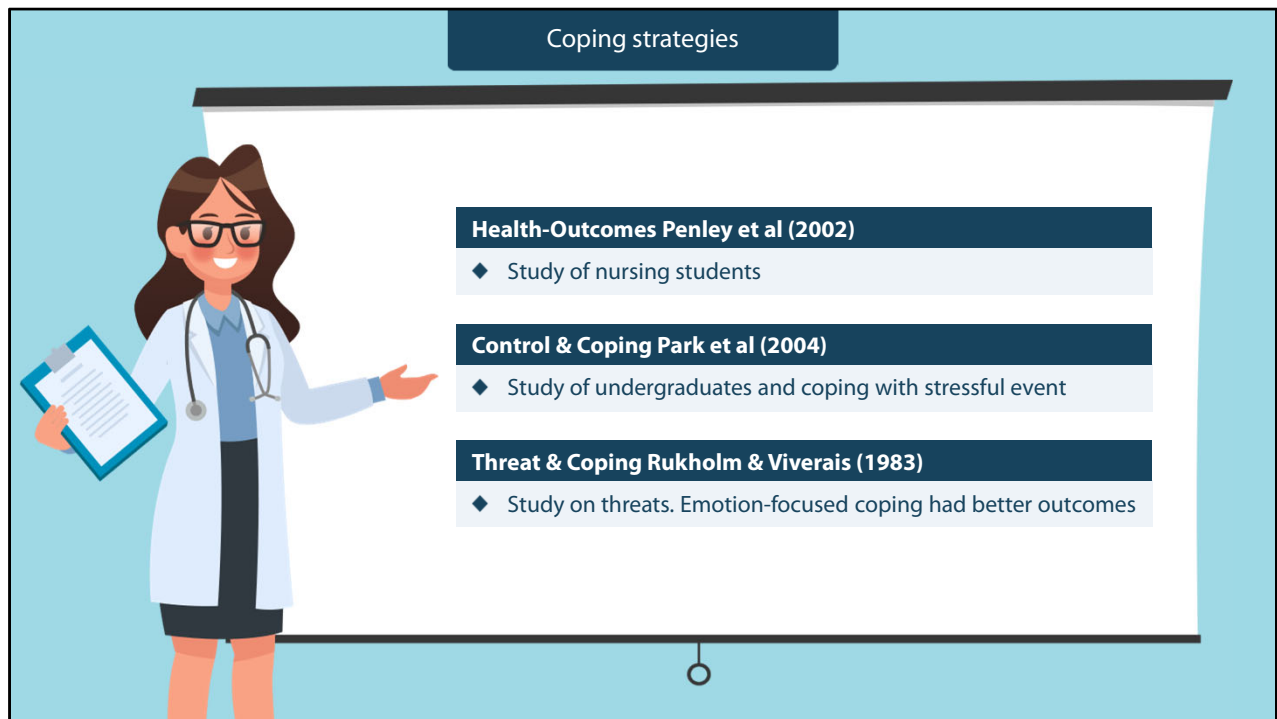 Coping strategies
Health-Outcomes Penley et al (2002)
◆ Study of nursing students
Control & Coping Park et al (2004)
◆ Study of undergraduates and coping with stressful event
Threat & Coping Rukholm & Viverais (1983)
◆ Study on threats. Emotion-focused coping had better outcomes